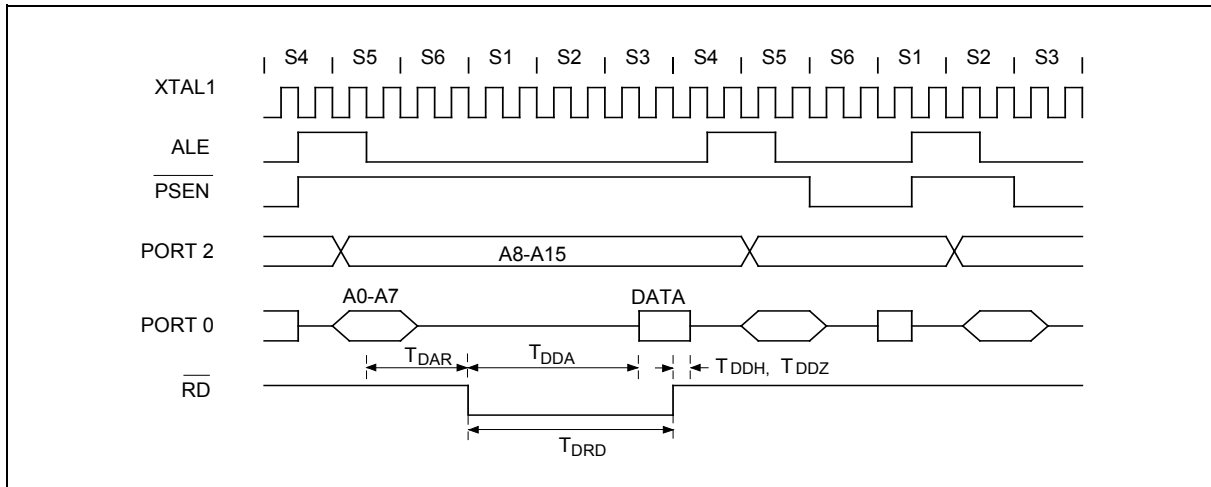 S4 S5 S6 S1 S2 S3 S4 S5 S6 S1 S2 S3
XTAL1
ALE
PSEN
PORT 2
A8-A15
A0-A7
DATA
PORT 0
TDAR
TDDA
TDDH, TDDZ
RD
TDRD